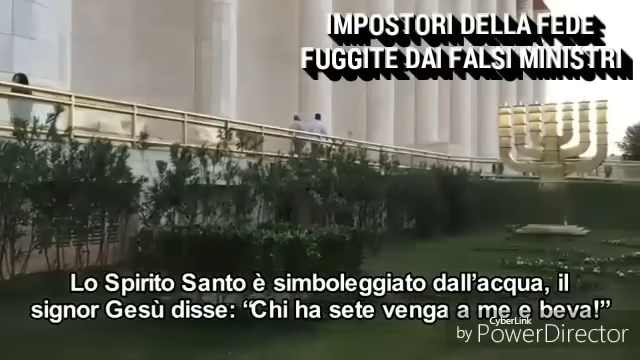 IMPOSTORI DELLA FEDE
FUGGITE DAI FALSI MINISTRI
Lo Spirito Santo è simboleggiato dall'acqua, il
signor Gesù disse: “Chi ha sete venga a me e beva!”
CyberLink
by PowerDirector